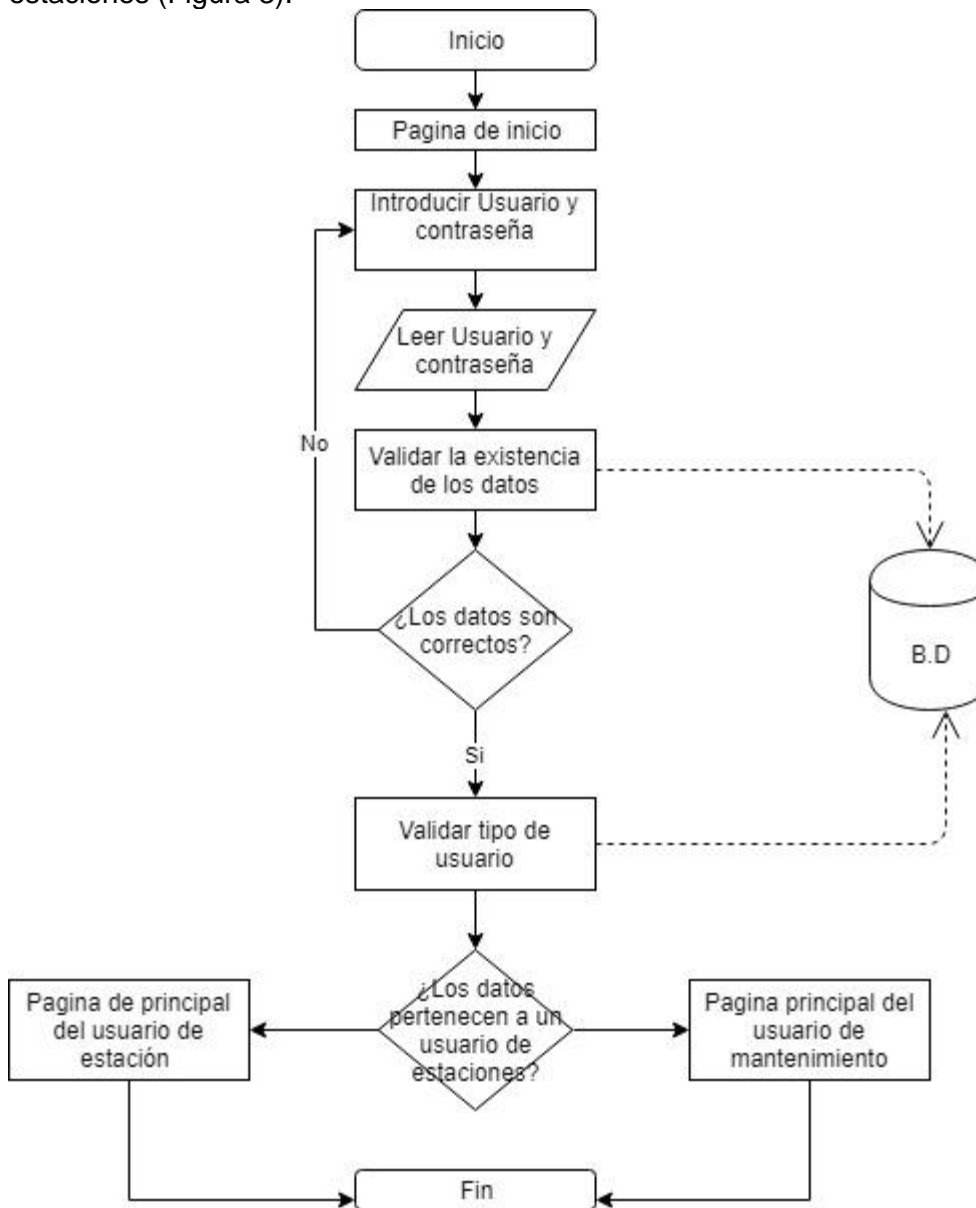 estaciones (Figura 3).
Inicio
Pagina de inicio
Introducir Usuario y
contraseña
Leer Usuario y
contraseña
No
Validar la existencia
de los datos
¿Los datos son
correctos?
B.D
Si
Validar tipo de
usuario
Pagina de principal
del usuario de
estación
¿Los datos
pertenecen a un
usuario de
estaciones?
Pagina principal del
usuario de
mantenimiento
Fin